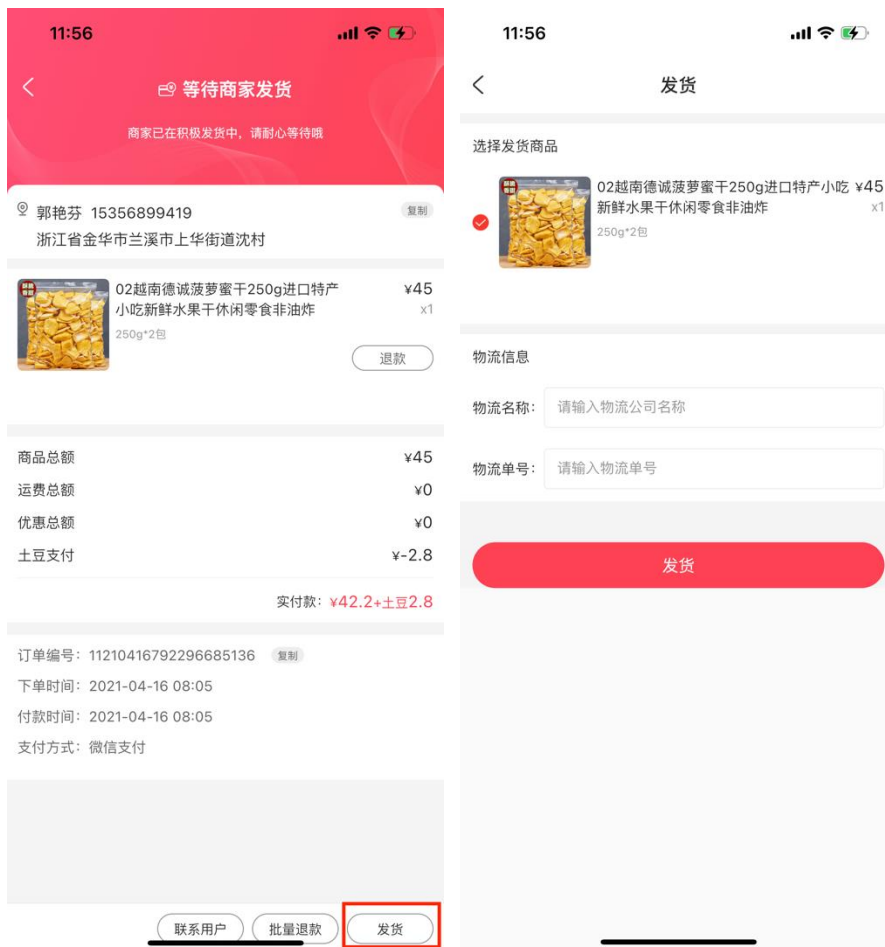 11:56
等待商家发货
商家已在积极发货中，请耐心等待哦
郭艳芬 15356899419
复制
浙江省金华市兰溪市上华街道沈村
02越南德诚菠萝蜜干250g进口特产 ¥45
小吃新鲜水果干休闲零食非油炸 x1
250g*2包
退款
商品总额 ¥45
运费总额 ¥0
优惠总额 ¥0
土豆支付 ¥-2.8
实付款：¥42.2+土豆2.8
订单编号：11210416792296685136 复制
下单时间：2021-04-16 08:05
付款时间：2021-04-16 08:05
支付方式：微信支付
联系用户 批量退款 发货
11:56
发货
选择发货商品
02越南德诚菠萝蜜干250g进口特产小吃 ¥45
新鲜水果干休闲零食非油炸 x1
250g*2包
物流信息
物流名称： 请输入物流公司名称
物流单号： 请输入物流单号
发货